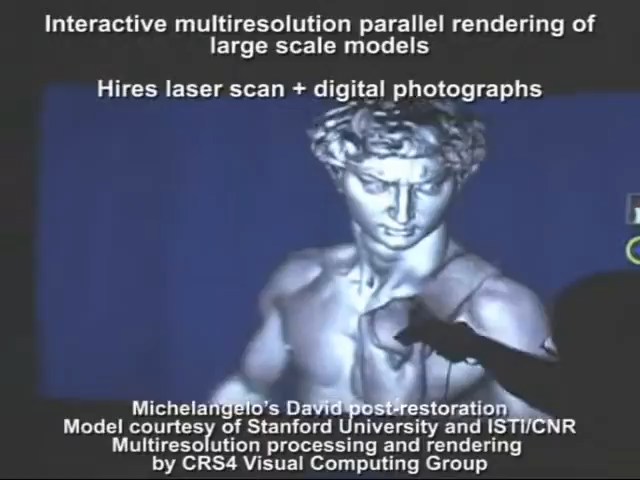 Interactive multiresolution parallel rendering of
large scale models
Hires laser scan + digital photographs
Michelangelo's David post-restoration
Model courtesy of Stanford University and ISTI/CNR
Multiresolution processing and rendering
by CRS4 Visual Computing Group